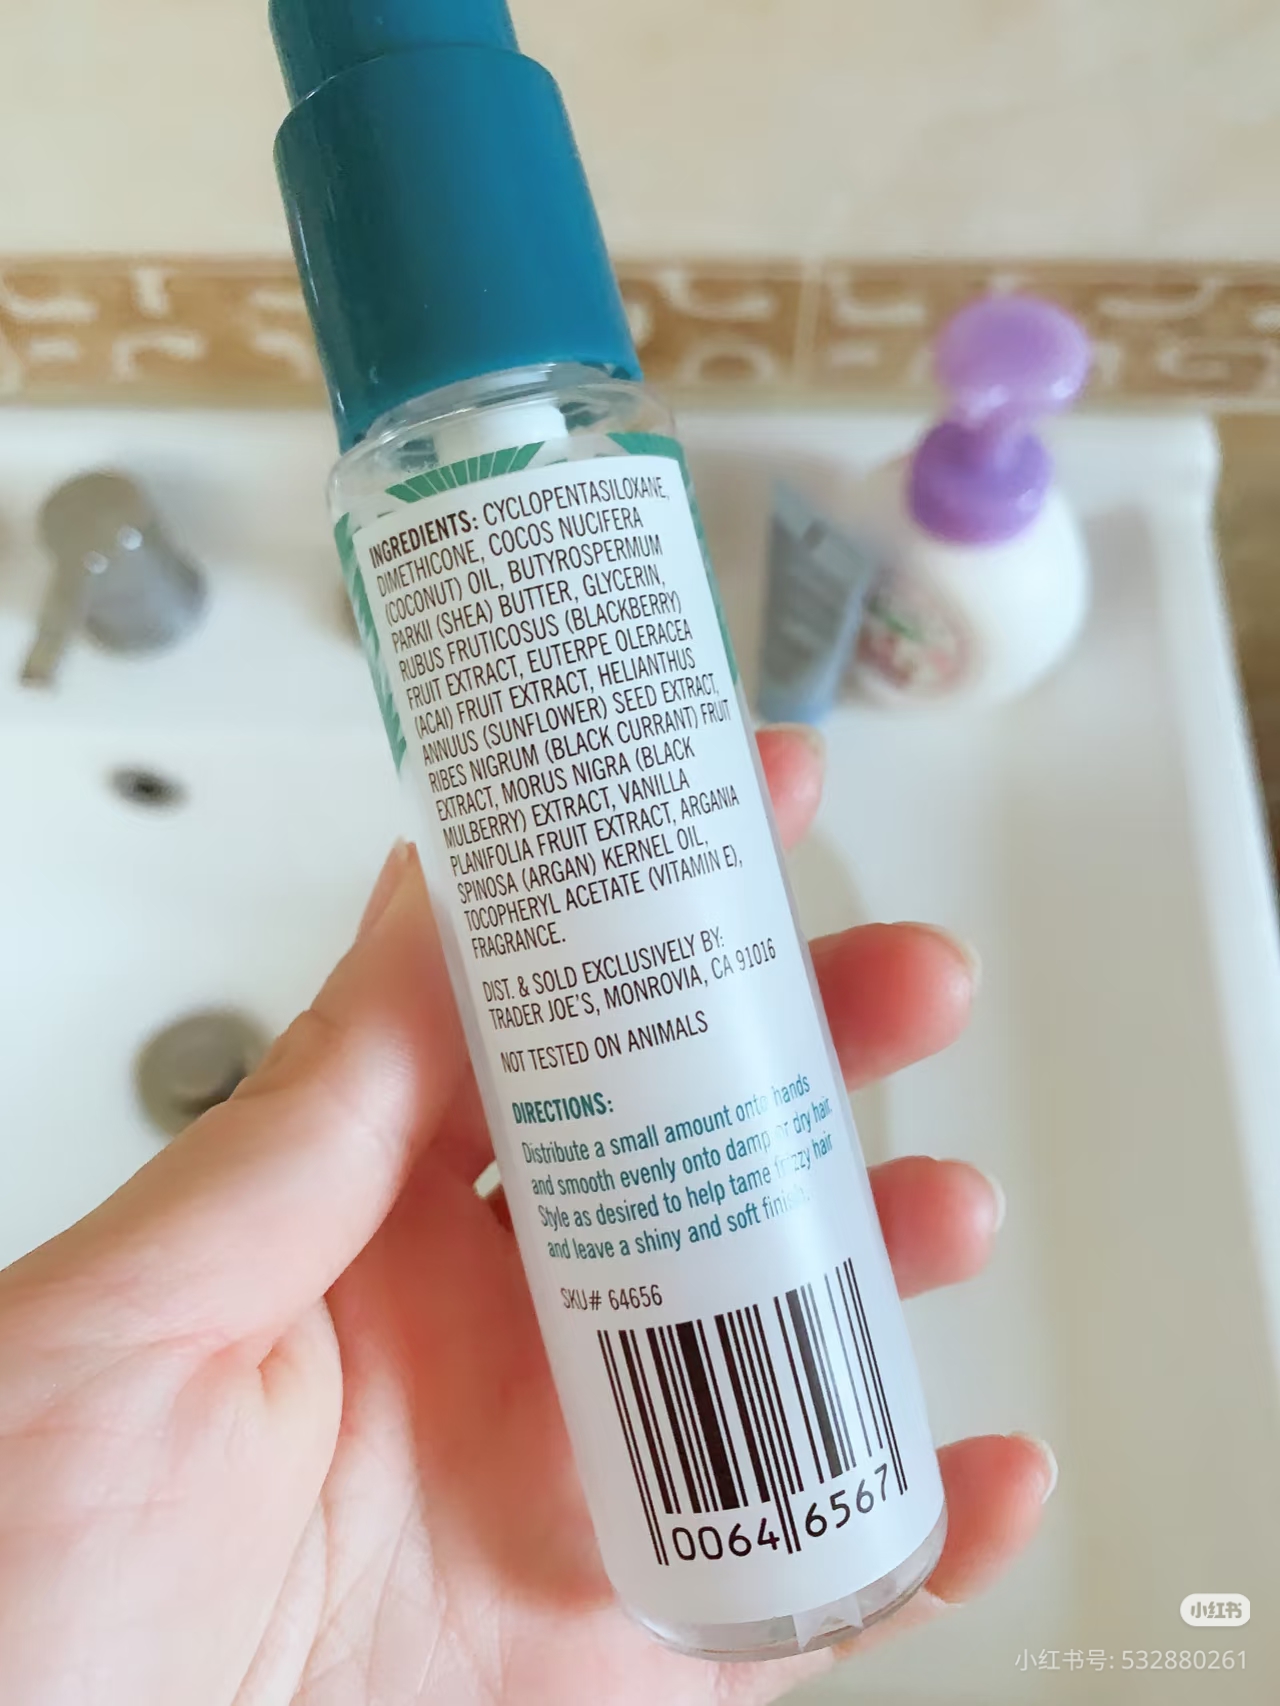 INGREDIENTS: CYCLOPENTASILOXANE,
DIMETHICONE, COCOS NUCIFERA
(COCONUT) OIL, BUTYROSPERMUM
PARKII (SHEA) BUTTER, GLYCERIN,
RUBUS FRUTICOSUS (BLACKBERRY)
FRUIT EXTRACT, EUTERPE OLERACEA
(ACAI) FRUIT EXTRACT, HELIANTHUS
ANNUUS (SUNFLOWER) SEED EXTRACT,
RIBES NIGRUM (BLACK CURRANT) FRUIT
EXTRACT, MORUS NIGRA (BLACK
MULBERRY) EXTRACT, VANILLA
PLANIFOLIA FRUIT EXTRACT, ARGANIA
SPINOSA (ARGAN) KERNEL OIL,
TOCOPHERYL ACETATE (VITAMIN E),
FRAGRANCE.
DIST. & SOLD EXCLUSIVELY BY:
TRADER JOE'S, MONROVIA, CA 91016
NOT TESTED ON ANIMALS
DIRECTIONS:
Distribute a small amount onto hands
and smooth evenly onto damp or dry hair.
Style as desired to help tame frizzy hair
and leave a shiny and soft finish.
SKU# 64656
0064 6567
小红书
小红书号: 532880261